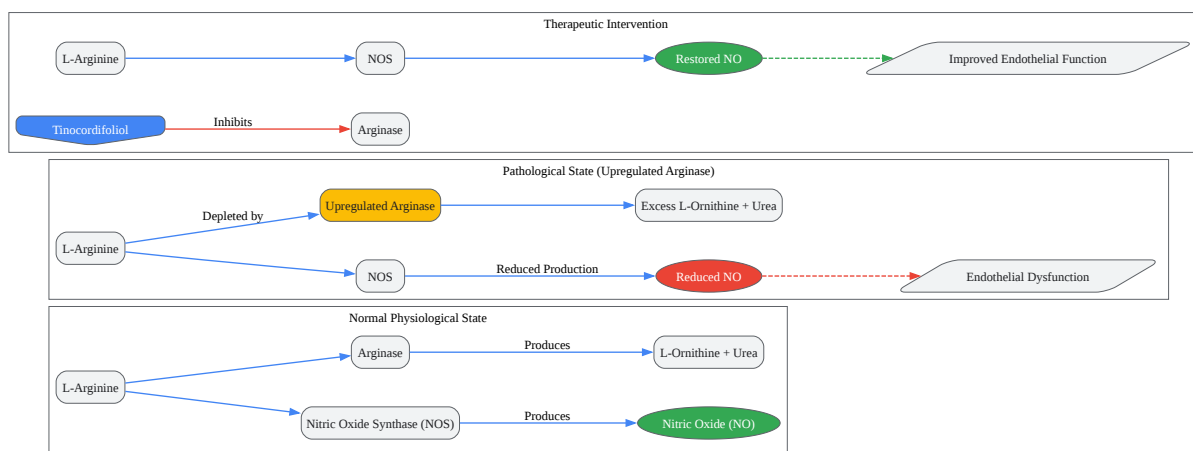 Therapeutic Intervention
L-Arginine
NOS
Restored NO
Improved Endothelial Function
Tinocordifoliol
Inhibits
Arginase
Pathological State (Upregulated Arginase)
Depleted by
Upregulated Arginase
Excess L-Ornithine + Urea
L-Arginine
NOS
Reduced Production
Reduced NO
Endothelial Dysfunction
Normal Physiological State
Arginase
Produces
L-Ornithine + Urea
L-Arginine
Nitric Oxide Synthase (NOS)
Produces
Nitric Oxide (NO)